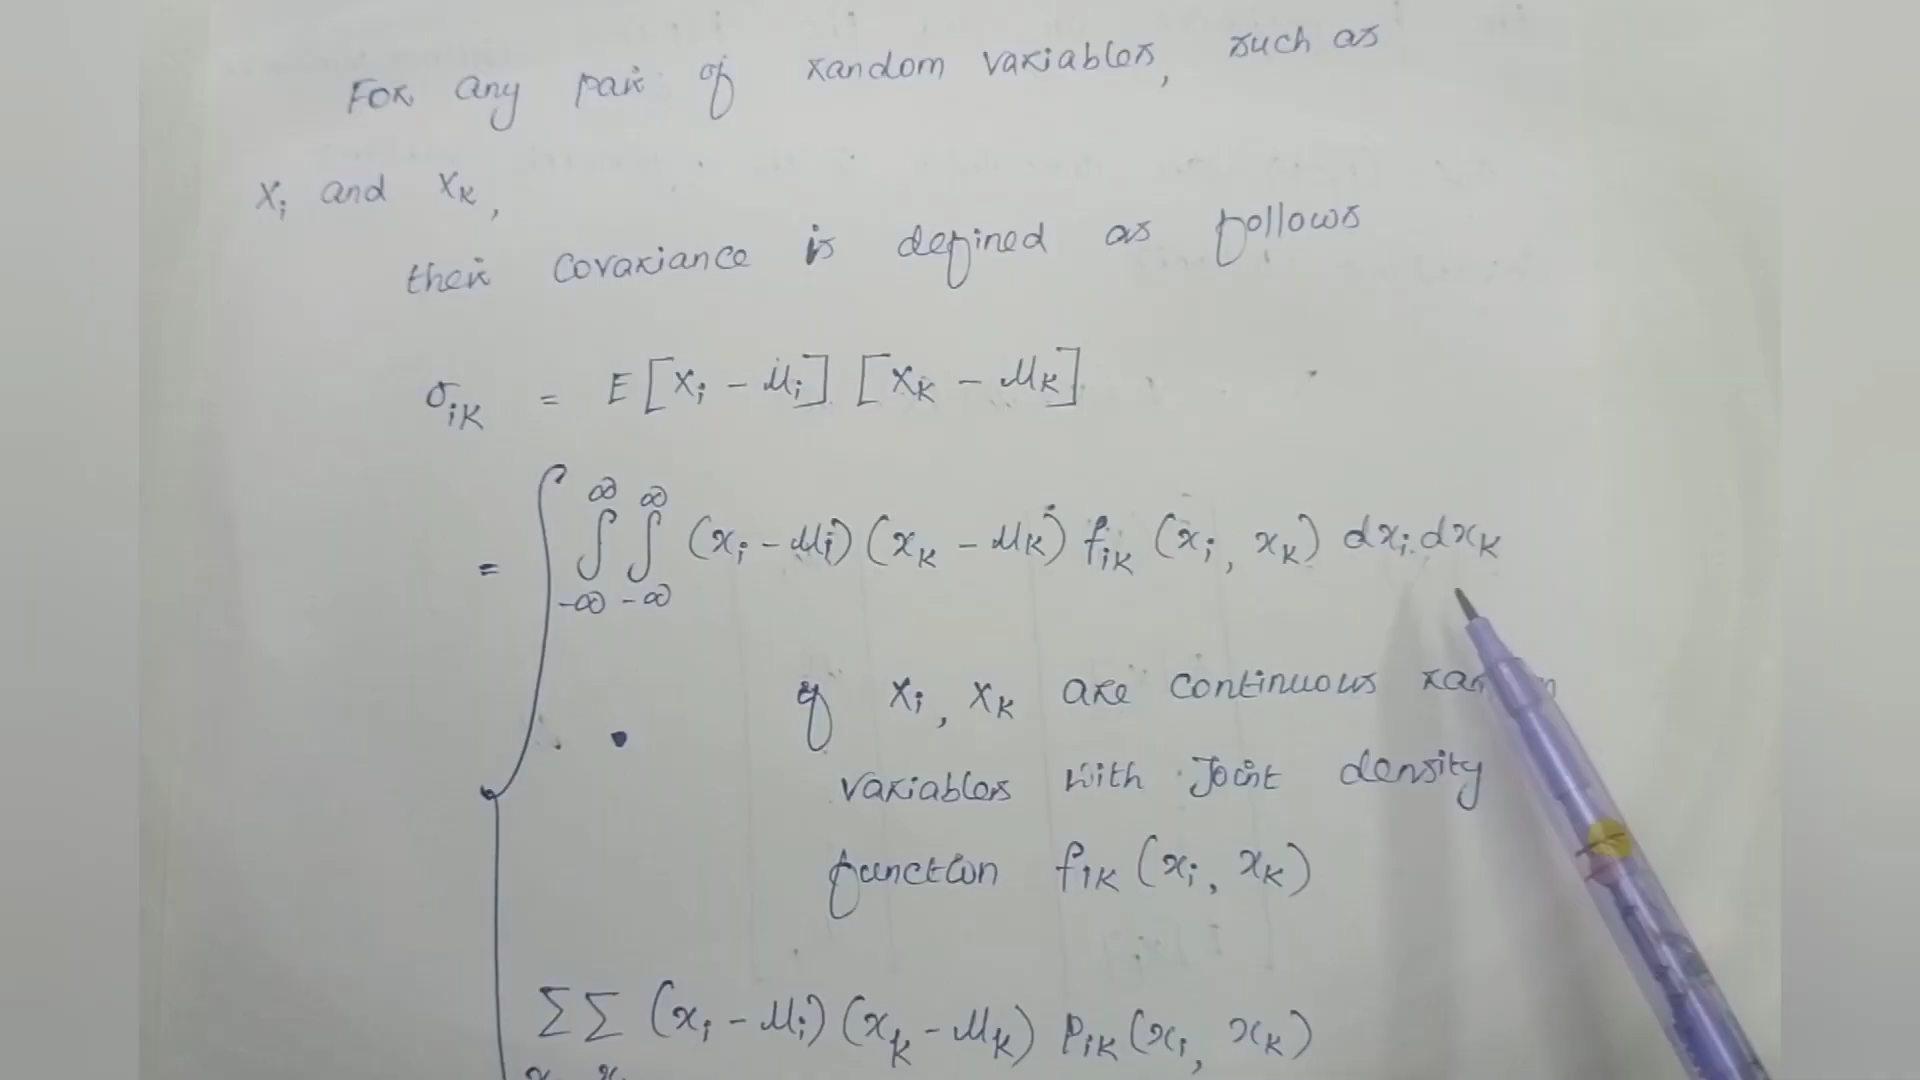 For any pair of random variables, such as
Xi and Xk,
their covariance is defined as follows
σik = E[Xi - μi] [Xk - μk]
= { ∫∞-∞ ∫∞-∞ (xi - μi) (xk - μk) fik (xi, xk) dxi dxk
if Xi, Xk are continuous
variables with Joint density
function fik (xi, xk)
Σ Σ (xi - μi) (xk - μk) Pik (xi, xk)